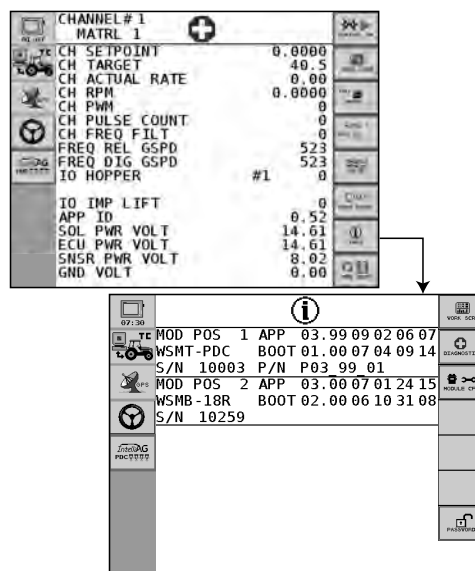 CHANNEL# 1
MATRL 1
CH SETPOINT 0.0000
CH TARGET 40.5
CH ACTUAL RATE 0.00
CH RPM 0.0000
CH PWM 0
CH PULSE COUNT 0
CH FREQ FILT 0
FREQ REL GSPD 523
FREQ DIG GSPD 523
IO HOPPER #1 0
IO IMP LIFT 0
APP ID 0.52
SOL PWR VOLT 14.61
ECU PWR VOLT 14.61
SNSR PWR VOLT 8.02
GND VOLT 0.00
TC
07:30
TC
GPS
IntelliAG
PDC
MOD POS 1 APP 03.99 09 02 06 07
WSMT-PDC BOOT 01.00 07 04 09 14
S/N 10003 P/N P03_99_01
MOD POS 2 APP 03.00 07 01 24 15
WSMB-18R BOOT 02.00 06 10 31 08
S/N 10259
WORK SCR
DIAGNOSTI
MODULE CF
PASSWORD